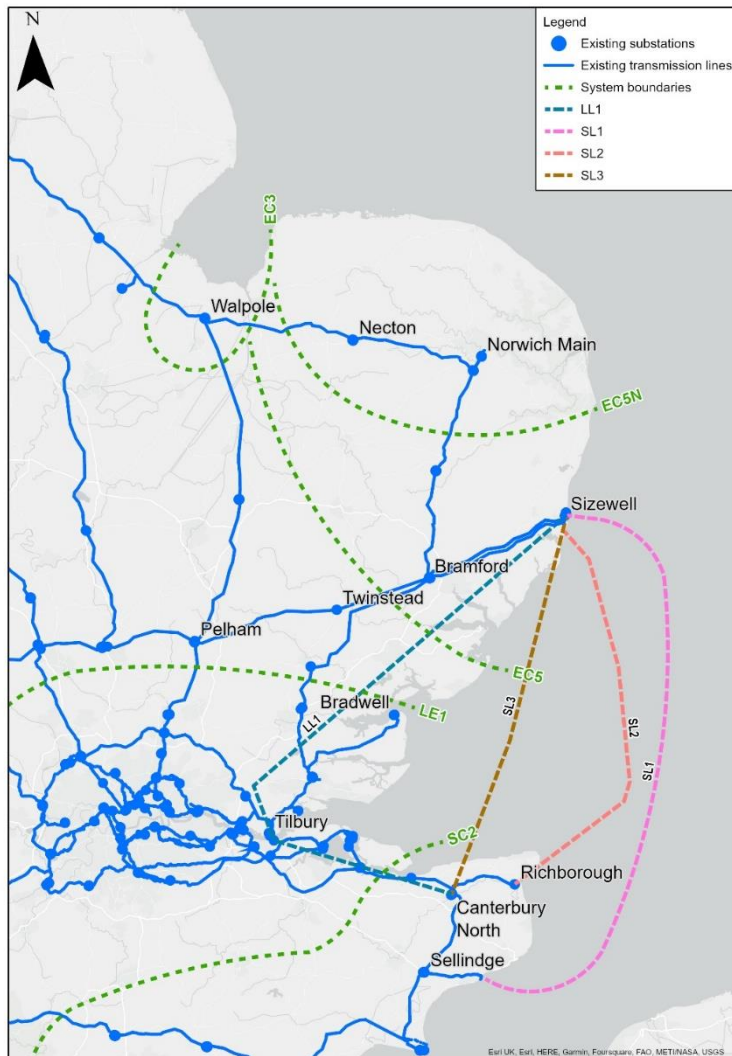 N
Legend
Existing substations
Existing transmission lines
System boundaries
LL1
SL1
SL2
SL3
EC3
Walpole
Necton
Norwich Main
EC5N
Sizewell
Bramford
Twinstead
Pelham
EC5
Bradwell
LE1
LL1
SL3
SL2
SL1
Tilbury
SC2
Richborough
Canterbury
North
Sellindge
Esri UK, Esri, HERE, Garmin, Foursquare, FAO, METI/NASA, USGS